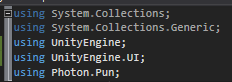 using System.Collections;
using System.Collections.Generic;
using UnityEngine;
using UnityEngine.UI;
using Photon.Pun;